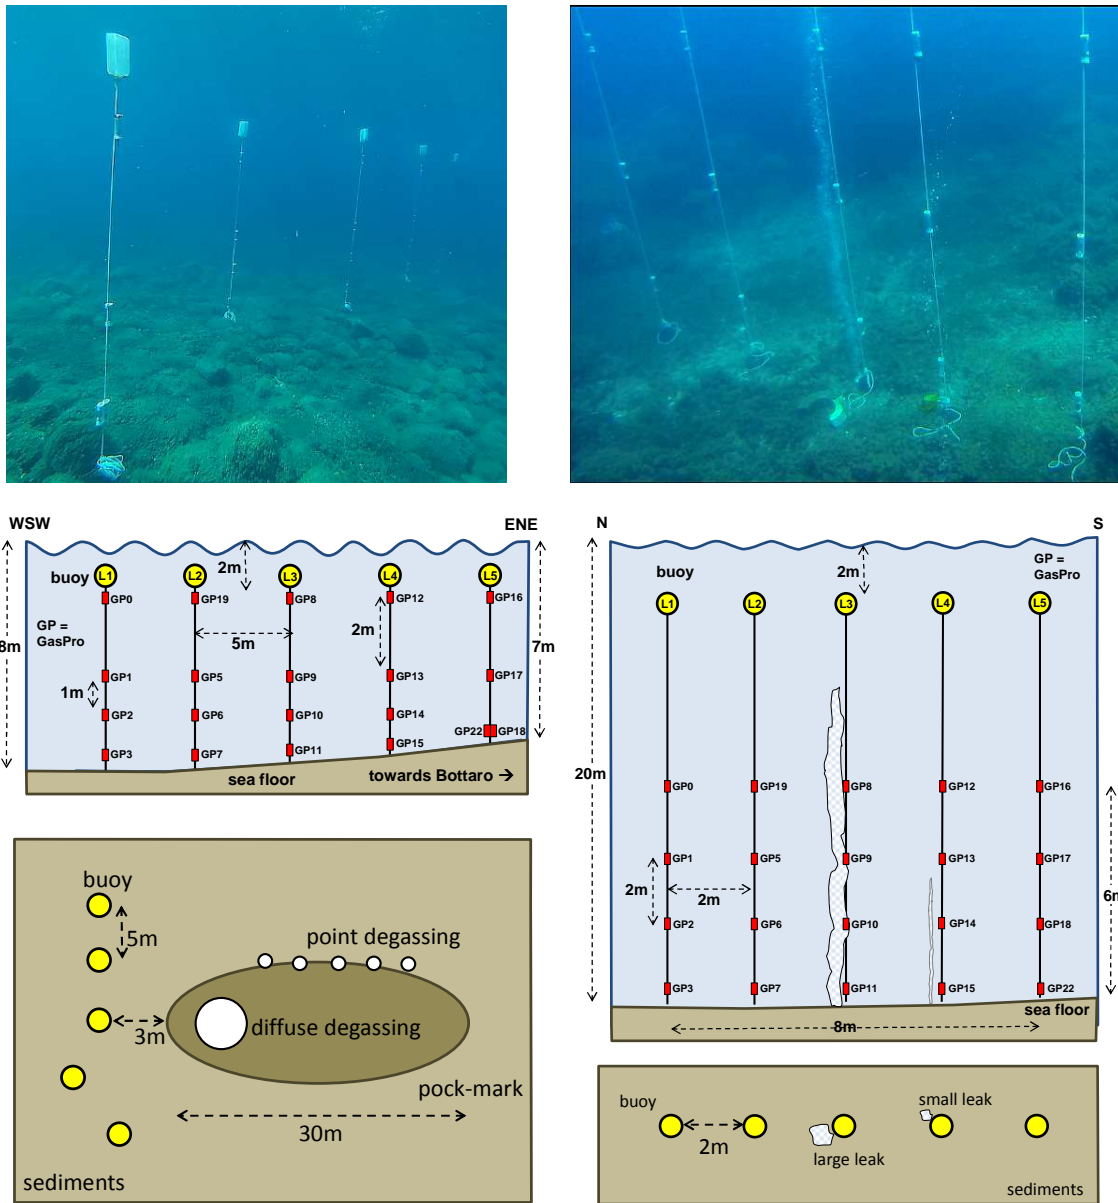 WSW
ENE
2m
buoy
L1
L2
L3
L4
L5
GP0
GP19
GP8
GP12
GP16
GP =
GasPro
8m
5m
2m
7m
GP1
GP5
GP9
GP13
GP17
1m
GP2
GP6
GP10
GP14
GP22
GP18
GP3
GP7
GP11
GP15
sea floor
towards Bottaro →
buoy
5m
point degassing
diffuse degassing
3m
pock-mark
30m
sediments
N
S
GP =
GasPro
2m
buoy
L1
L2
L3
L4
L5
20m
GP0
GP19
GP8
GP12
GP16
GP1
GP5
GP9
GP13
GP17
2m
2m
6m
GP2
GP6
GP10
GP14
GP18
GP3
GP7
GP11
GP15
GP22
sea floor
8m
buoy
small leak
2m
large leak
sediments